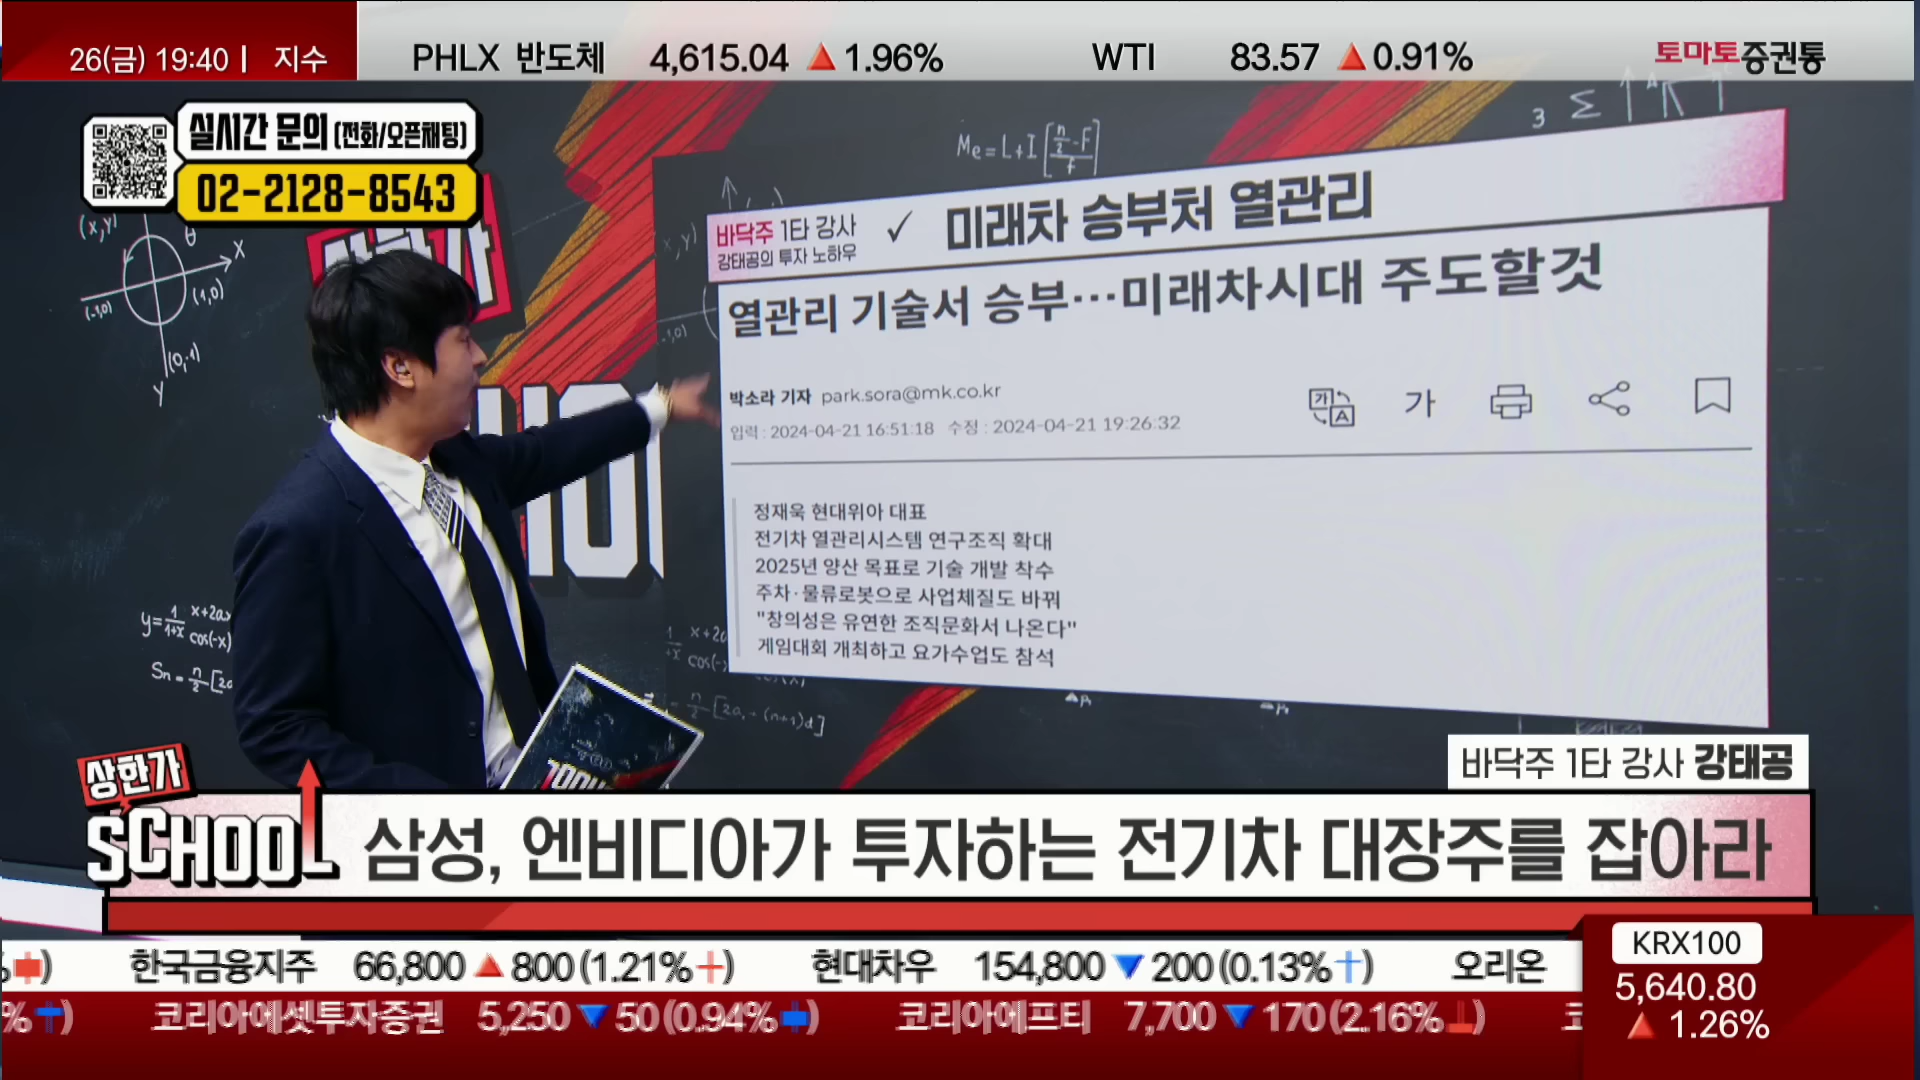 26(금) 19:40 | 지수
PHLX 반도체 4,615.04 ▲1.96%
WTI 83.57 ▲0.91%
토마토증권통
실시간 문의 (전화/오픈채팅)
02-2128-8543
바닥주 1타 강사
강태공의 투자 노하우
✓ 미래차 승부처 열관리
열관리 기술서 승부…미래차시대 주도할것
박소라 기자 park.sora@mk.co.kr
입력 : 2024-04-21 16:51:18 수정 : 2024-04-21 19:26:32
가
정재욱 현대위아 대표
전기차 열관리시스템 연구조직 확대
2025년 양산 목표로 기술 개발 착수
주차·물류로봇으로 사업체질도 바꿔
"창의성은 유연한 조직문화서 나온다"
게임대회 개최하고 요가수업도 참석
바닥주 1타 강사 강태공
상한가
SCHOOL
삼성, 엔비디아가 투자하는 전기차 대장주를 잡아라
한국금융지주 66,800 ▲800(1.21%+) 현대차우 154,800 ▼200(0.13%↑) 오리온
코리아에셋투자증권 5,250 ▼50(0.94%) 코리아에프티 7,700 ▼170(2.16%)
KRX100
5,640.80
▲ 1.26%